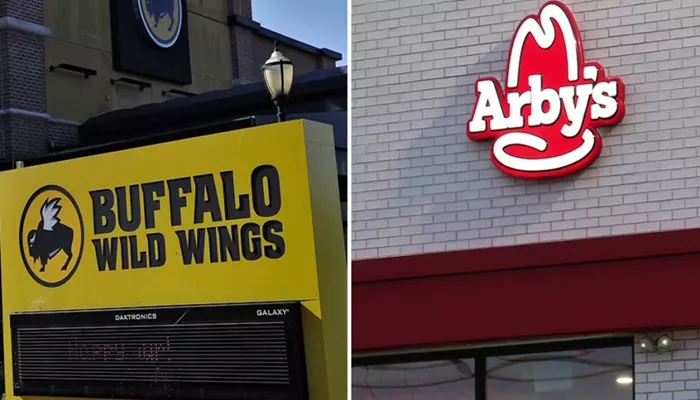 BUFFALO
WILD WINGS
DAKTRONICS GALAXY
Arby's